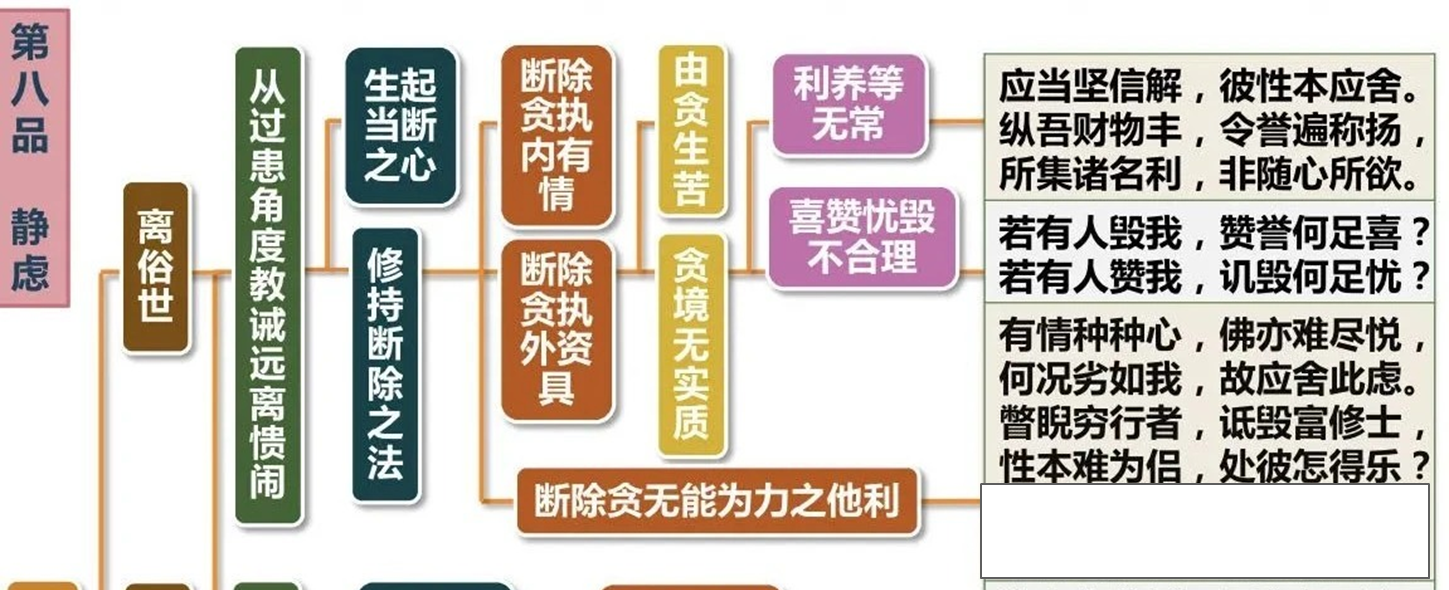 第八品 静虑
离俗世
从过患角度教诫远离愦闹
生起
当断
之心
修持断除之法
断除
贪执
内有
情
断除
贪执
外资
具
断除贪无能为力之他利
由贪生苦
贪境无实质
利养等
无常
喜赞忧毁
不合理
应当坚信解，彼性本应舍。
纵吾财物丰，令誉遍称扬，
所集诸名利，非随心所欲。
若有人毁我，赞誉何足喜？
若有人赞我，讥毁何足忧？
有情种种心，佛亦难尽悦，
何况劣如我，故应舍此虑。
瞥睨穷行者，诋毁富修士，
性本难为侣，处彼怎得乐？